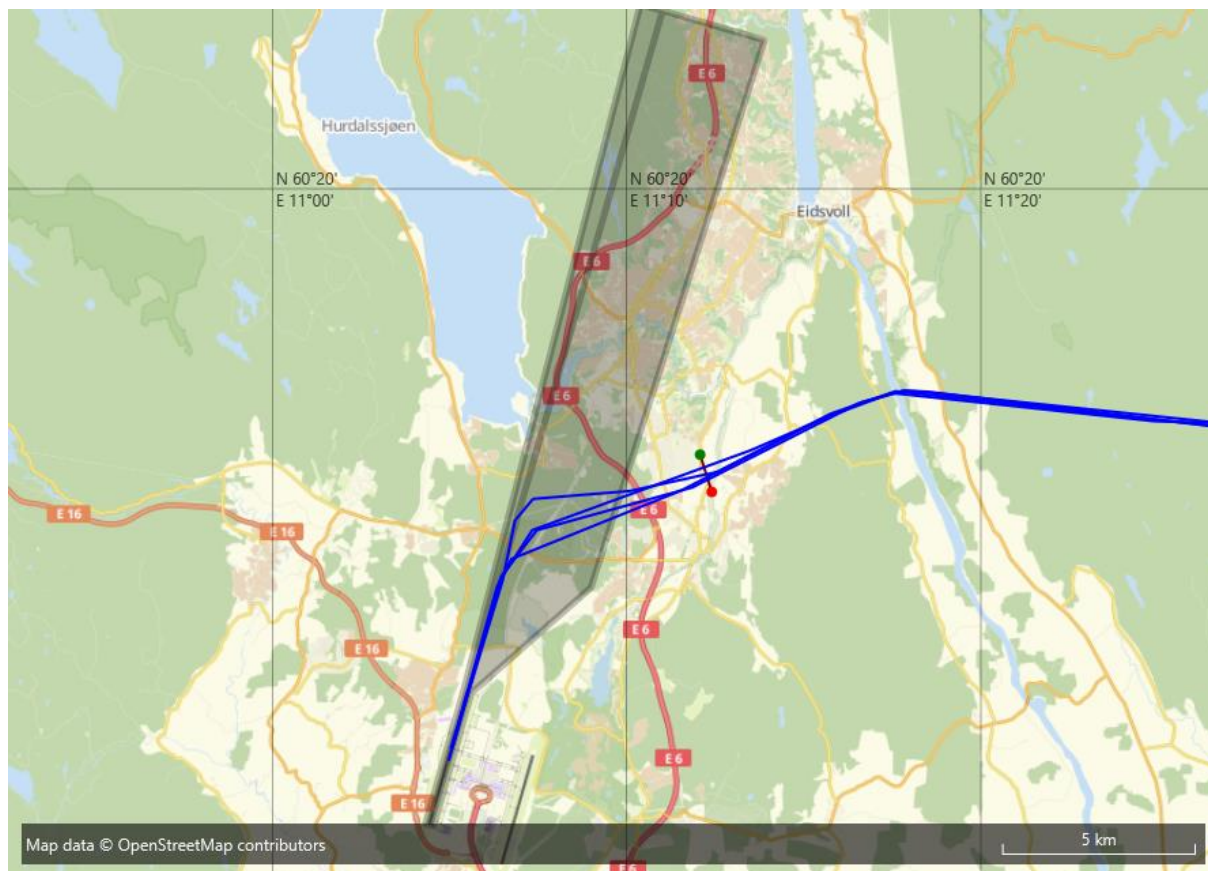 E 6
Hurdalssjøen
N 60°20'
E 11°00'
N 60°20'
E 11°10'
N 60°20'
E 11°20'
Eidsvoll
E 6
E 6
E 16
E 6
E 16
E 6
E 16
E 6
E 16
Map data © OpenStreetMap contributors
5 km
E 6